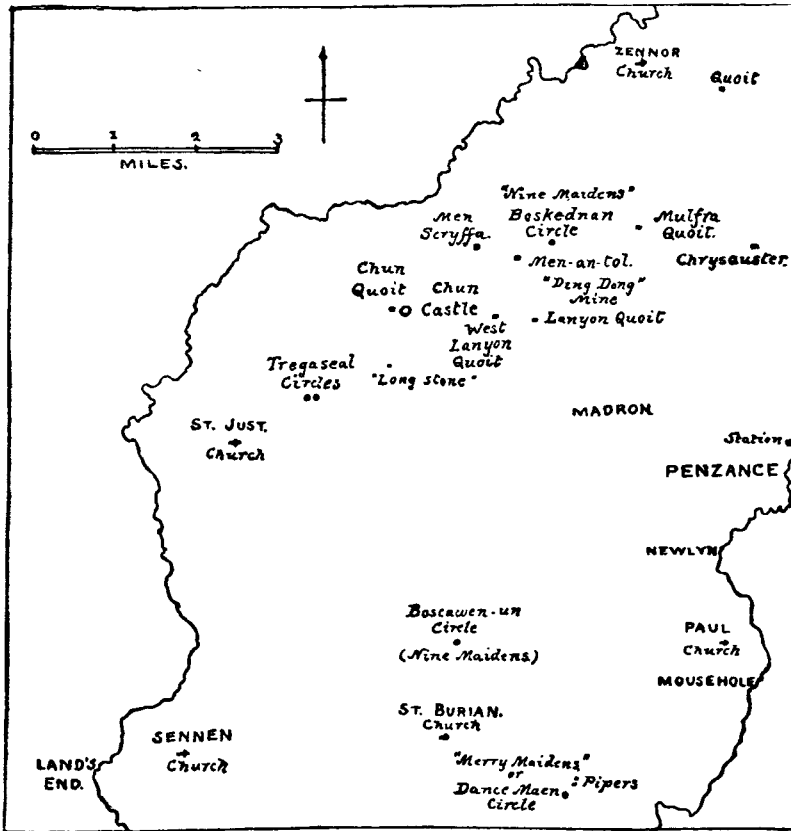 ZENNOR
Church
Quoit
0 1 2 3
MILES.
"Nine Maidens"
Boskednan
Circle
Men
Scryffa.
Mulfra
Quoit.
Men-an-tol.
Chrysauster.
Chun
Quoit
Chun
Castle
"Ding Dong"
Mine
Lanyon Quoit
West
Lanyon
Quoit
Tregaseal
Circles
"Long stone"
MADRON
ST. JUST.
Church
Station
PENZANCE
NEWLYN
Boscawen-un
Circle
(Nine Maidens)
PAUL
Church
MOUSEHOLE
ST. BURIAN.
Church
SENNEN
Church
LAND'S
END.
"Merry Maidens"
or
Dance Maen
Circle
Pipers